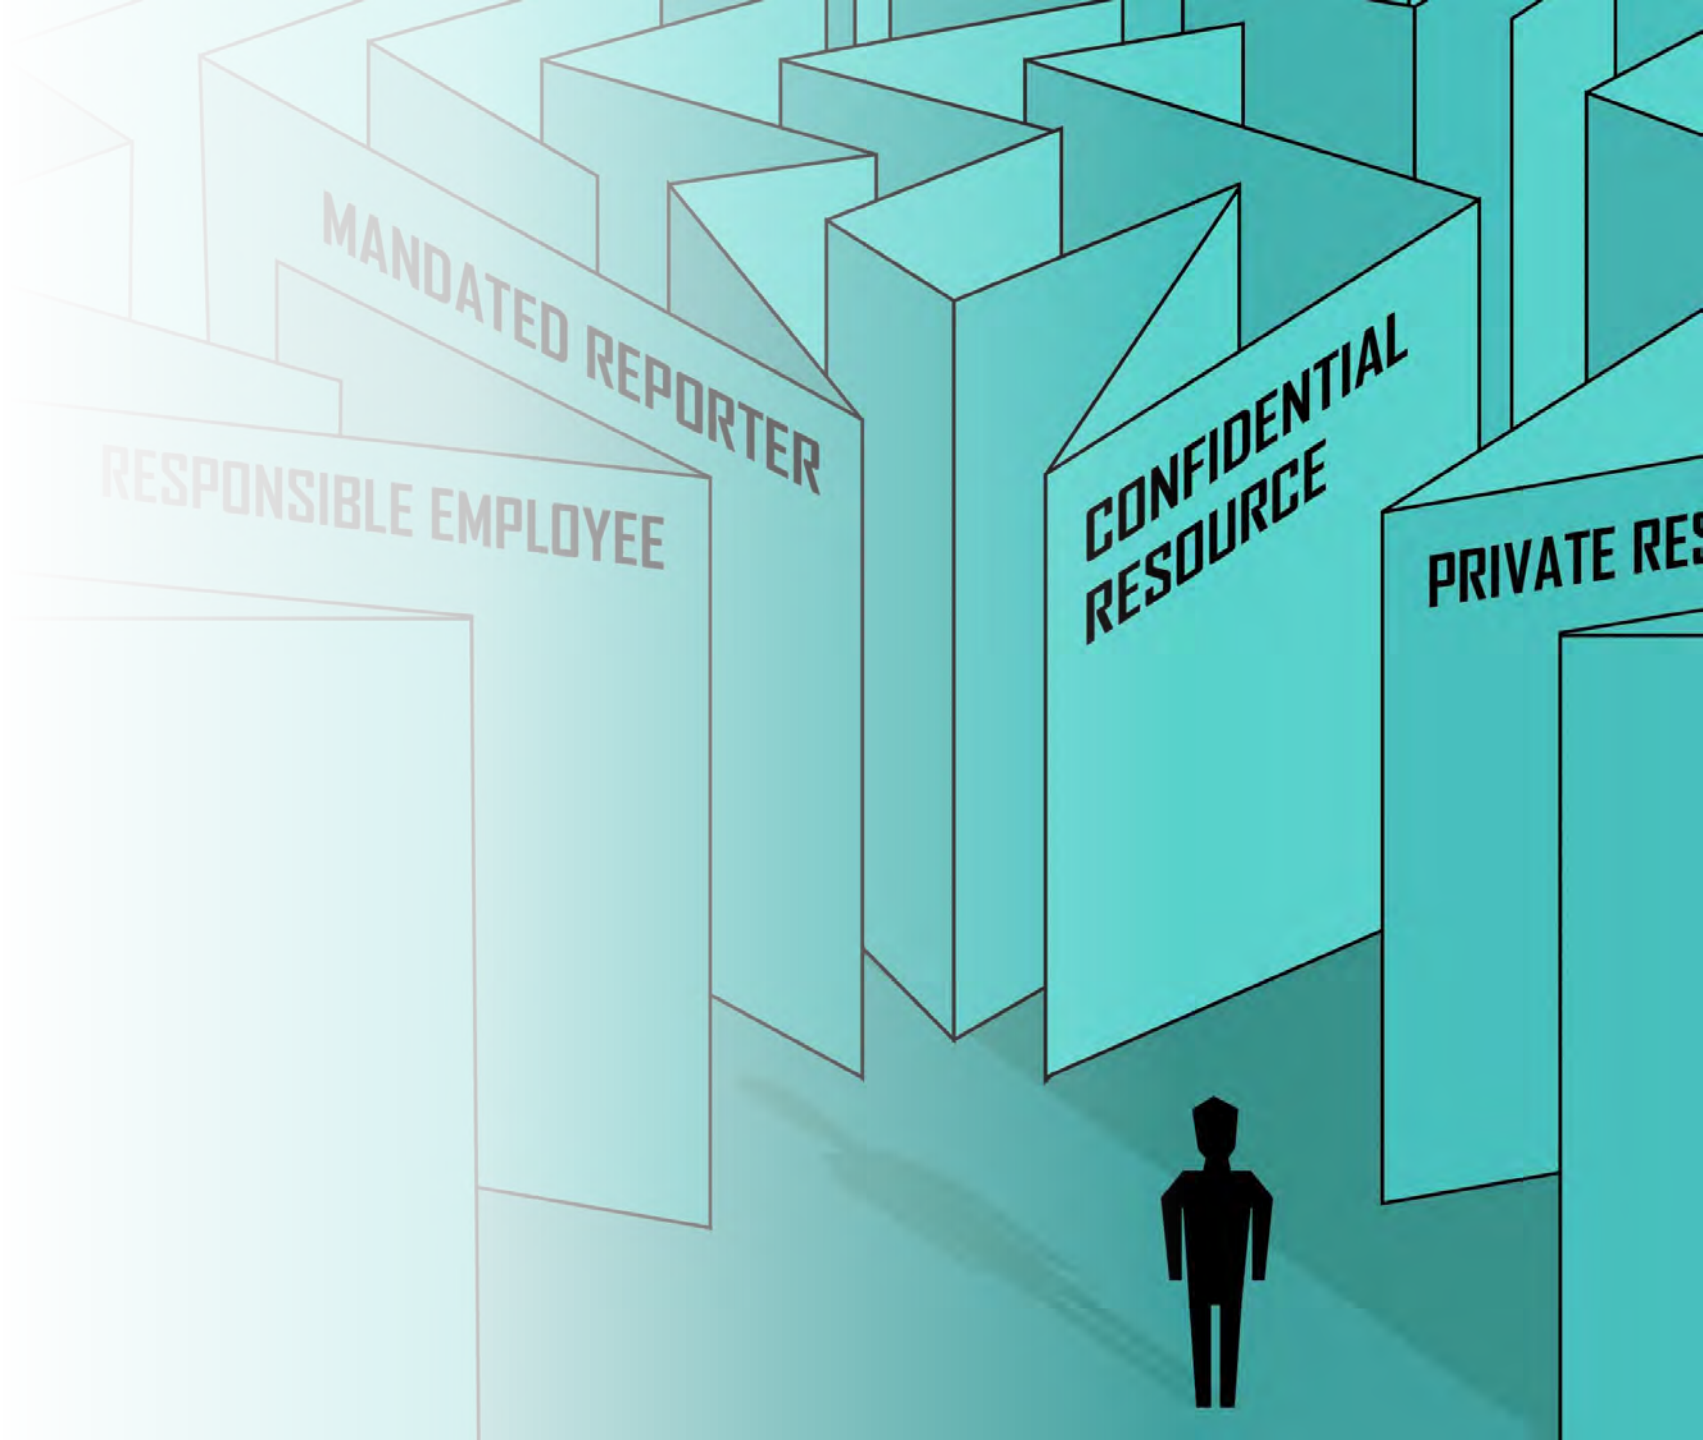 MANDATED REPORTER
RESPONSIBLE EMPLOYEE
CONFIDENTIAL
RESOURCE
PRIVATE RES